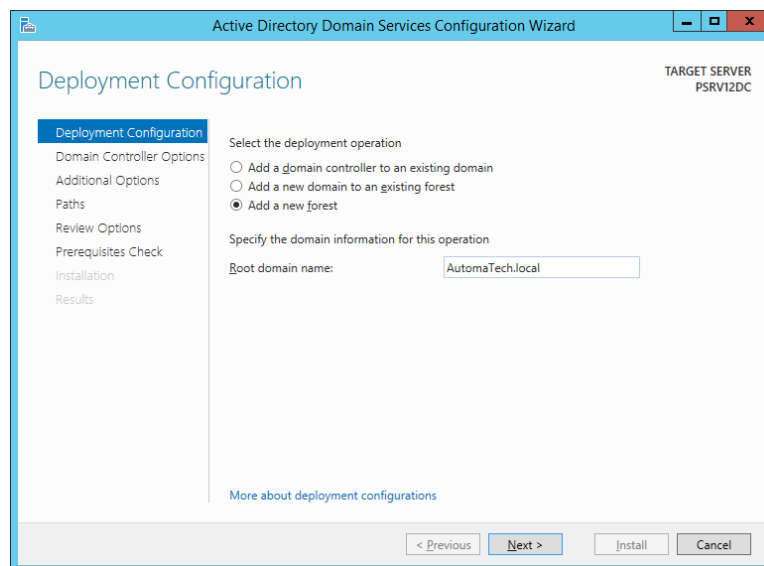 Active Directory Domain Services Configuration Wizard
Deployment Configuration
TARGET SERVER
PSRV12DC
Deployment Configuration
Domain Controller Options
Additional Options
Paths
Review Options
Prerequisites Check
Installation
Results
Select the deployment operation
Add a domain controller to an existing domain
Add a new domain to an existing forest
Add a new forest
Specify the domain information for this operation
Root domain name:
AutomaTech.local
More about deployment configurations
< Previous
Next >
Install
Cancel